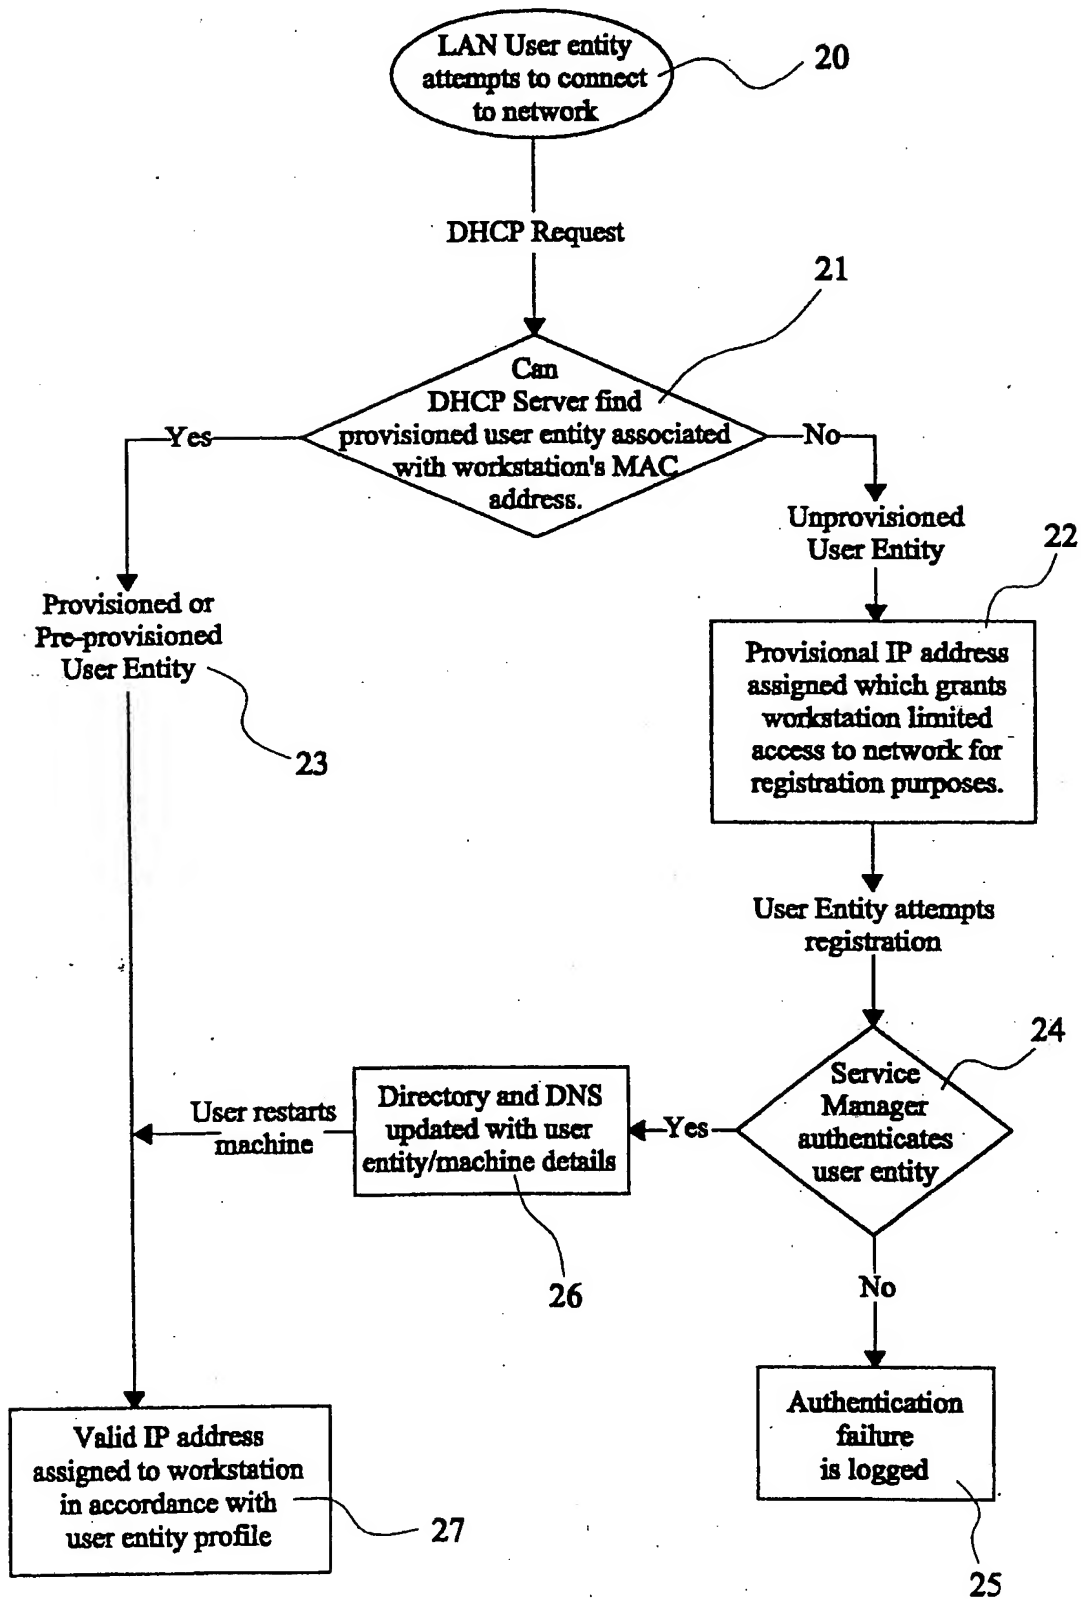 LAN User entity
attempts to connect
to network
20
DHCP Request
21
Can
DHCP Server find
provisioned user entity associated
with workstation's MAC
address.
Yes
No
Unprovisioned
User Entity
22
Provisioned or
Pre-provisioned
User Entity
23
Provisional IP address
assigned which grants
workstation limited
access to network for
registration purposes.
User Entity attempts
registration
24
Service
Manager
authenticates
user entity
Yes
Directory and DNS
updated with user
entity/machine details
26
User restarts
machine
No
Authentication
failure
is logged
25
Valid IP address
assigned to workstation
in accordance with
user entity profile
27